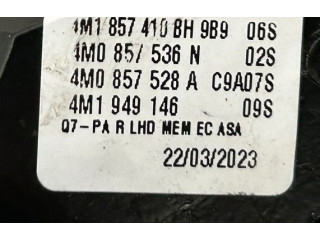 4M1 857 410 BH 9B9 06S
4M0 857 536 N 02S
4M0 857 528 A C9A07S
4M1 949 146 09S
Q7-PA R LHD MEM EC ASA
22/03/2023